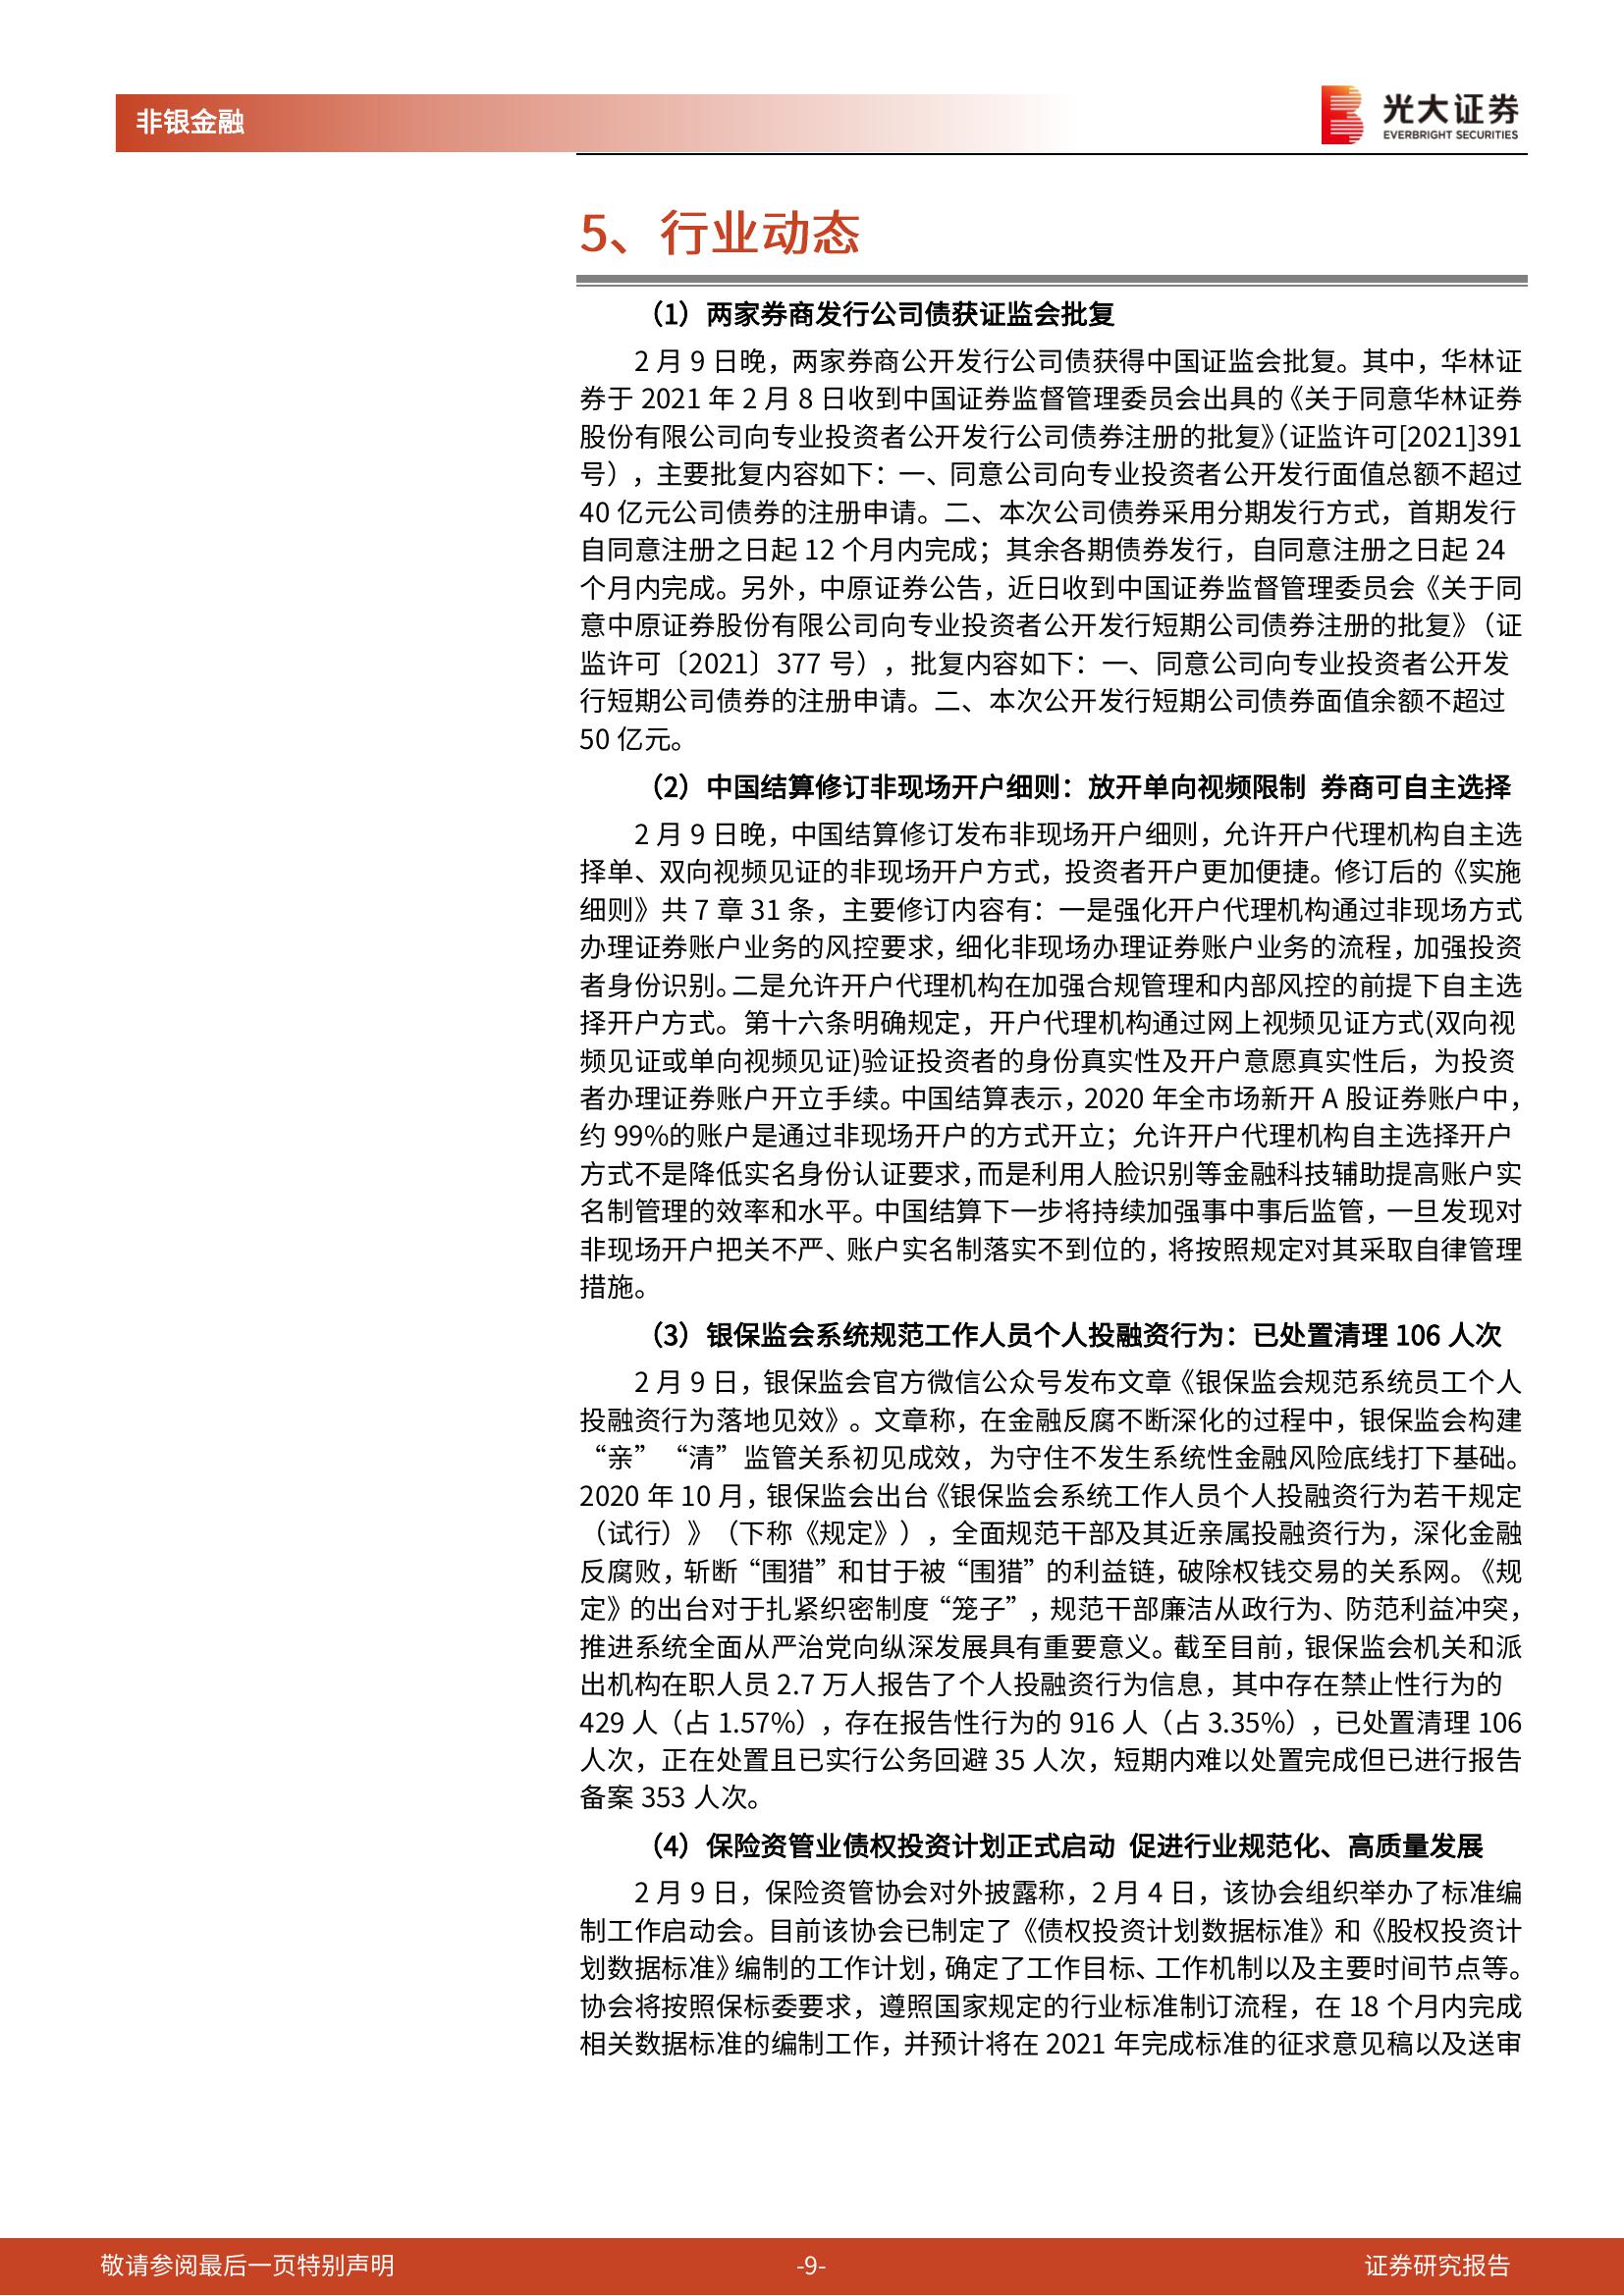 非银金融
光大证券
EVERBRIGHT SECURITIES
5、行业动态
（1）两家券商发行公司债获证监会批复
2 月 9 日晚，两家券商公开发行公司债获得中国证监会批复。其中，华林证
券于 2021 年 2 月 8 日收到中国证券监督管理委员会出具的《关于同意华林证券
股份有限公司向专业投资者公开发行公司债券注册的批复》（证监许可[2021]391
号），主要批复内容如下：一、同意公司向专业投资者公开发行面值总额不超过
40 亿元公司债券的注册申请。二、本次公司债券采用分期发行方式，首期发行
自同意注册之日起 12 个月内完成；其余各期债券发行，自同意注册之日起 24
个月内完成。另外，中原证券公告，近日收到中国证券监督管理委员会《关于同
意中原证券股份有限公司向专业投资者公开发行短期公司债券注册的批复》（证
监许可〔2021〕377 号），批复内容如下：一、同意公司向专业投资者公开发
行短期公司债券的注册申请。二、本次公开发行短期公司债券面值余额不超过
50 亿元。
（2）中国结算修订非现场开户细则：放开单向视频限制 券商可自主选择
2 月 9 日晚，中国结算修订发布非现场开户细则，允许开户代理机构自主选
择单、双向视频见证的非现场开户方式，投资者开户更加便捷。修订后的《实施
细则》共 7 章 31 条，主要修订内容有：一是强化开户代理机构通过非现场方式
办理证券账户业务的风控要求，细化非现场办理证券账户业务的流程，加强投资
者身份识别。二是允许开户代理机构在加强合规管理和内部风控的前提下自主选
择开户方式。第十六条明确规定，开户代理机构通过网上视频见证方式(双向视
频见证或单向视频见证)验证投资者的身份真实性及开户意愿真实性后，为投资
者办理证券账户开立手续。中国结算表示，2020 年全市场新开 A 股证券账户中，
约 99%的账户是通过非现场开户的方式开立；允许开户代理机构自主选择开户
方式不是降低实名身份认证要求，而是利用人脸识别等金融科技辅助提高账户实
名制管理的效率和水平。中国结算下一步将持续加强事中事后监管，一旦发现对
非现场开户把关不严、账户实名制落实不到位的，将按照规定对其采取自律管理
措施。
（3）银保监会系统规范工作人员个人投融资行为：已处置清理 106 人次
2 月 9 日，银保监会官方微信公众号发布文章《银保监会规范系统员工个人
投融资行为落地见效》。文章称，在金融反腐不断深化的过程中，银保监会构建
“亲”“清”监管关系初见成效，为守住不发生系统性金融风险底线打下基础。
2020 年 10 月，银保监会出台《银保监会系统工作人员个人投融资行为若干规定
（试行）》（下称《规定》），全面规范干部及其近亲属投融资行为，深化金融
反腐败，斩断“围猎”和甘于被“围猎”的利益链，破除权钱交易的关系网。《规
定》的出台对于扎紧织密制度“笼子”，规范干部廉洁从政行为、防范利益冲突，
推进系统全面从严治党向纵深发展具有重要意义。截至目前，银保监会机关和派
出机构在职人员 2.7 万人报告了个人投融资行为信息，其中存在禁止性行为的
429 人（占 1.57%），存在报告性行为的 916 人（占 3.35%），已处置清理 106
人次，正在处置且已实行公务回避 35 人次，短期内难以处置完成但已进行报告
备案 353 人次。
（4）保险资管业债权投资计划正式启动 促进行业规范化、高质量发展
2 月 9 日，保险资管协会对外披露称，2 月 4 日，该协会组织举办了标准编
制工作启动会。目前该协会已制定了《债权投资计划数据标准》和《股权投资计
划数据标准》编制的工作计划，确定了工作目标、工作机制以及主要时间节点等。
协会将按照保标委要求，遵照国家规定的行业标准制订流程，在 18 个月内完成
相关数据标准的编制工作，并预计将在 2021 年完成标准的征求意见稿以及送审
敬请参阅最后一页特别声明
-9-
证券研究报告